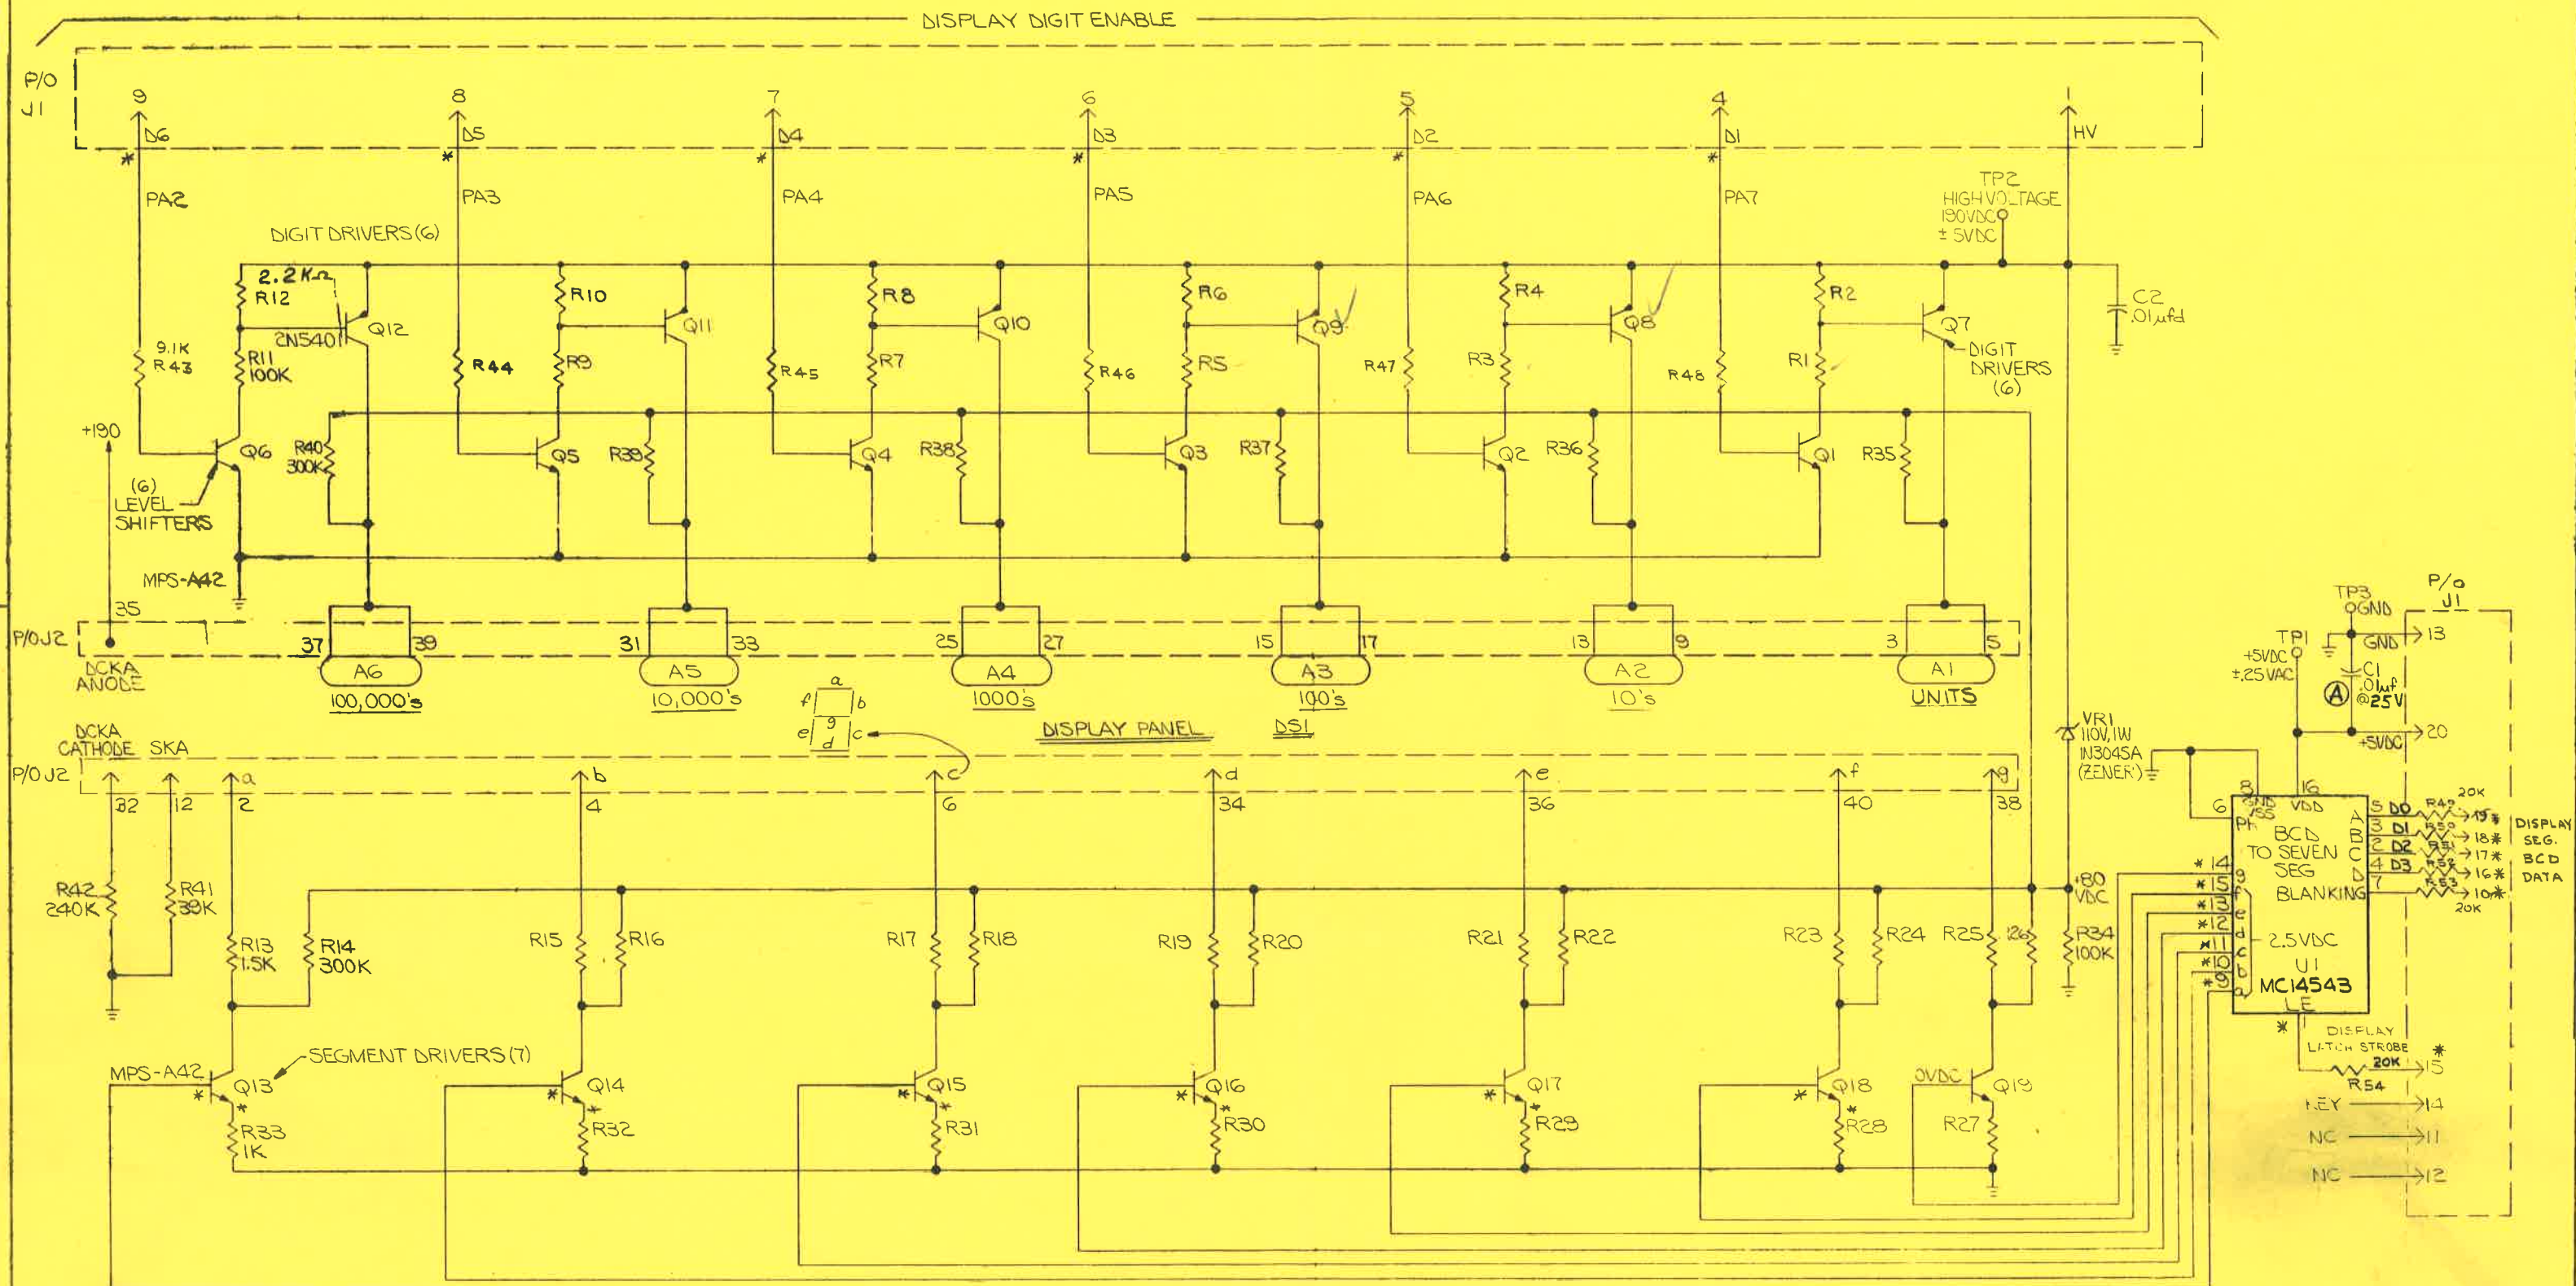 DISPLAY DIGIT ENABLE
P/O
J1
9 8 7 6 5 4 1
D6 D5 D4 D3 D2 D1 HV
* * * * * *
PA2 PA3 PA4 PA5 PA6 PA7
TP2
HIGH VOLTAGE
190VDC
± 5VDC
DIGIT DRIVERS(6)
2.2KΩ
R12 R10 R8 R6 R4 R2
C2
.01µfd
2N5401
Q12 Q11 Q10 Q9 Q8 Q7
9.1K
R43
R11
100K
R44 R9 R45 R7 R46 R5 R47 R3 R48 R1
DIGIT
DRIVERS
(6)
+190
Q6
R40
300K
Q5 R39 Q4 R38 Q3 R37 Q2 R36 Q1 R35
(6)
LEVEL
SHIFTERS
MPS-A42
35
P/O J2
37 39 31 33 25 27 15 17 13 9 3 5
DCKA
ANODE
A6 A5 A4 A3 A2 A1
100,000's 10,000's 1000's 100's 10's UNITS
a
f b
g
e c
d
DISPLAY PANEL DS1
TP3
GND
P/O
J1
13
GND
TP1
+5VDC
±.25VAC
C1
.01µf
@25V
A
+5VDC
20
VR1
110V,1W
1N3045A
(ZENER)
DCKA
CATHODE SKA
P/O J2
a b c d e f g
32 12 2 4 6 34 36 40 38
8 16
6
GND
VSS
VDD
Ph
BCD
TO SEVEN
SEG
BLANKING
A B C D
5 D0 R49 20K 19*
3 D1 R50 18*
2 D2 R51 17*
4 D3 R52 16*
7 R53 20K 10*
DISPLAY
SEG.
BCD
DATA
*14 g
*15 f
*13 e
*12 d
*11 c
*10 b
*9 a
2.5VDC
U1
MC14543
LE
1
*
DISPLAY
LATCH STROBE
*
20K
R54
15
KEY 14
NC 11
NC 12
R42
240K
R41
39K
+80
VDC
R13
1.5K
R14
300K
R15 R16 R17 R18 R19 R20 R21 R22 R23 R24 R25
R34
100K
SEGMENT DRIVERS(7)
MPS-A42
Q13 Q14 Q15 Q16 Q17 Q18 0VDC Q19
* * * * * *
* * * * * *
R33
1K
R32 R31 R30 R29 R28 R27